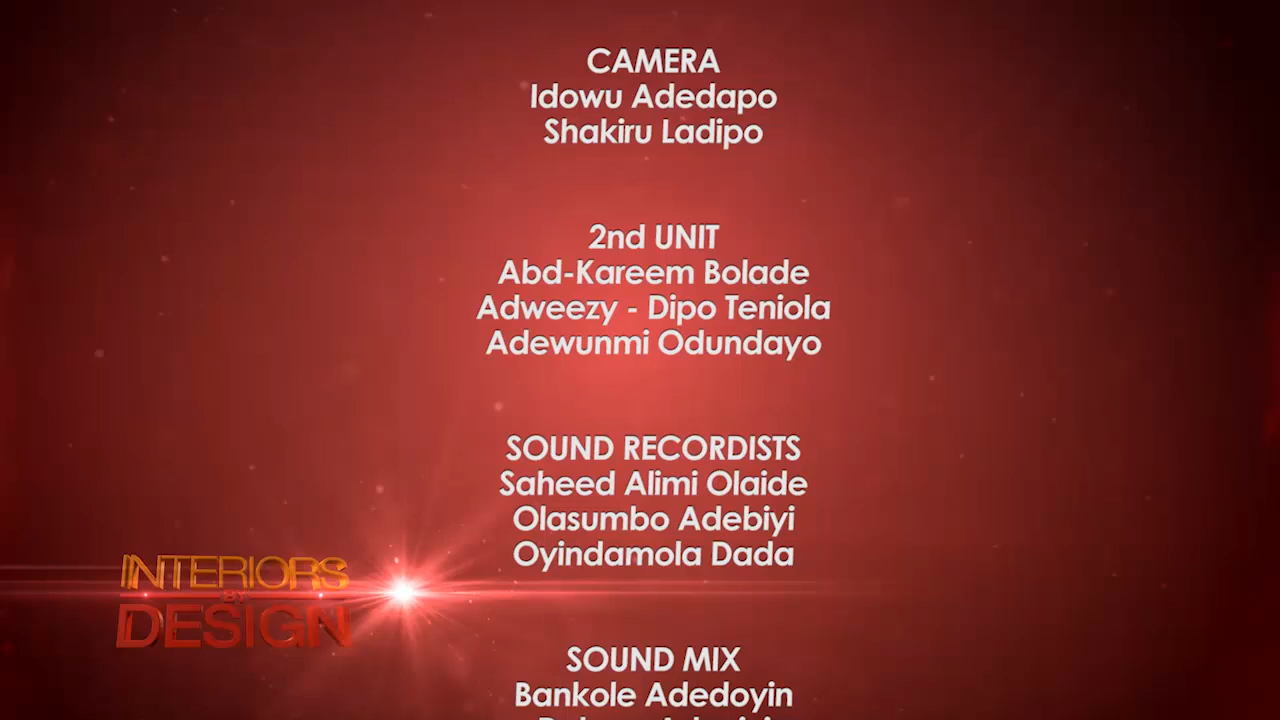 CAMERA
Idowu Adedapo
Shakiru Ladipo
2nd UNIT
Abd-Kareem Bolade
Adweezy - Dipo Teniola
Adewunmi Odundayo
SOUND RECORDISTS
Saheed Alimi Olaide
Olasumbo Adebiyi
Oyindamola Dada
INTERIORS
BY
DESIGN
SOUND MIX
Bankole Adedoyin